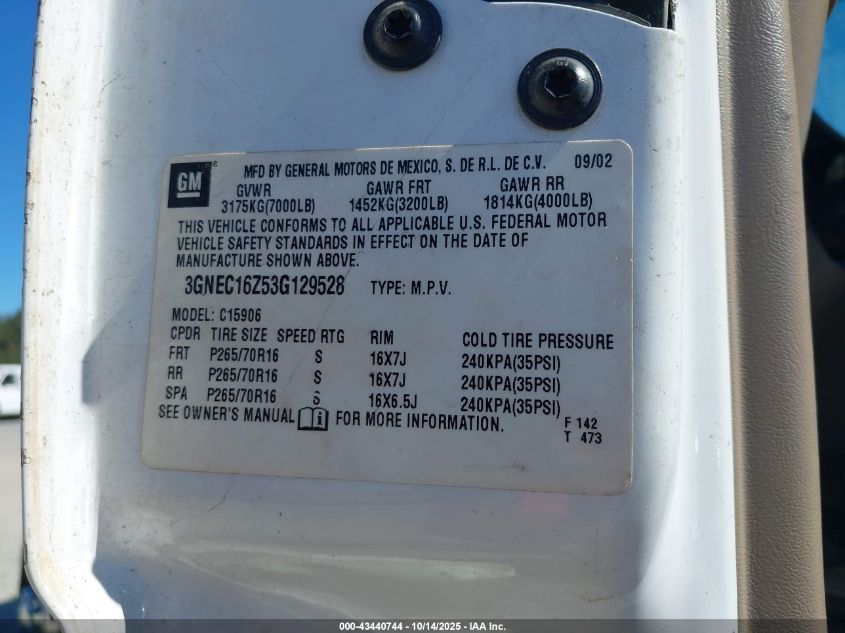 GM
MFD BY GENERAL MOTORS DE MEXICO, S. DE R.L. DE C.V. 09/02
GVWR GAWR FRT GAWR RR
3175KG(7000LB) 1452KG(3200LB) 1814KG(4000LB)
THIS VEHICLE CONFORMS TO ALL APPLICABLE U.S. FEDERAL MOTOR
VEHICLE SAFETY STANDARDS IN EFFECT ON THE DATE OF
MANUFACTURE SHOWN ABOVE.
3GNEC16Z53G129528 TYPE: M.P.V.
MODEL: C15906
CPDR TIRE SIZE SPEED RTG RIM COLD TIRE PRESSURE
FRT P265/70R16 S 16X7J 240KPA(35PSI)
RR P265/70R16 S 16X7J 240KPA(35PSI)
SPA P265/70R16 S 16X6.5J 240KPA(35PSI)
SEE OWNER'S MANUAL FOR MORE INFORMATION.
F 142
T 473
000-43440744 | 10/14/2025 - IAA Inc.